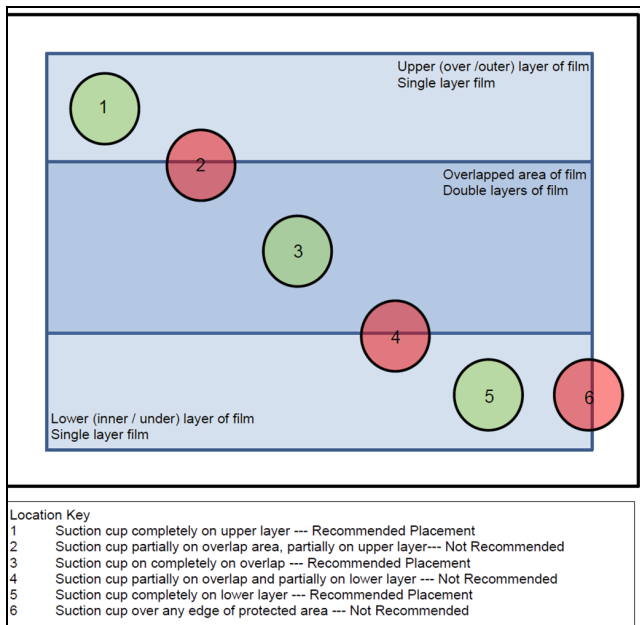 Upper (over /outer) layer of film
Single layer film
1
2
Overlapped area of film
Double layers of film
3
4
5
6
Lower (inner / under) layer of film
Single layer film
Location Key
1 Suction cup completely on upper layer --- Recommended Placement
2 Suction cup partially on overlap area, partially on upper layer--- Not Recommended
3 Suction cup on completely on overlap --- Recommended Placement
4 Suction cup partially on overlap and partially on lower layer --- Not Recommended
5 Suction cup completely on lower layer --- Recommended Placement
6 Suction cup over any edge of protected area --- Not Recommended